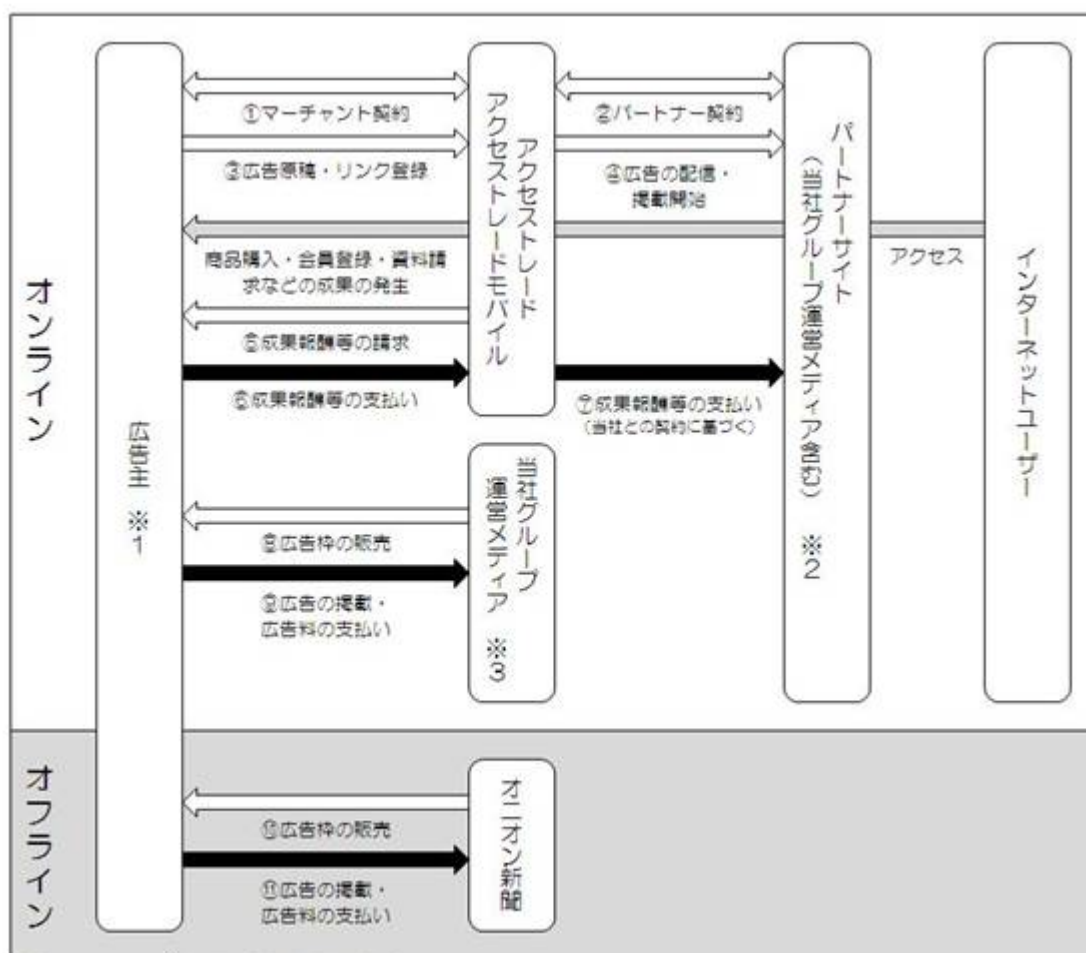 オンライン
広告主 ※1
①マーチャント契約
③広告原稿・リンク登録
商品購入・会員登録・資料請
求などの成果の発生
⑤成果報酬等の請求
⑥成果報酬等の支払い
アクセストレード
アクセストレードモバイル
②パートナー契約
④広告の配信・
掲載開始
⑦成果報酬等の支払い
(当社との契約に基づく)
パートナーサイト
(当社グループ運営メディア含む) ※2
アクセス
インターネットユーザー
⑧広告枠の販売
⑨広告の掲載・
広告料の支払い
当社グループ
運営メディア ※3
オフライン
⑩広告枠の販売
⑪広告の掲載・
広告料の支払い
オニオン新聞